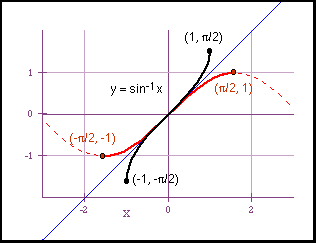 (1, π/2)
1
y = sin⁻¹x
(π/2, 1)
0
(-π/2, -1)
-1
(-1, -π/2)
-2
0
2
X